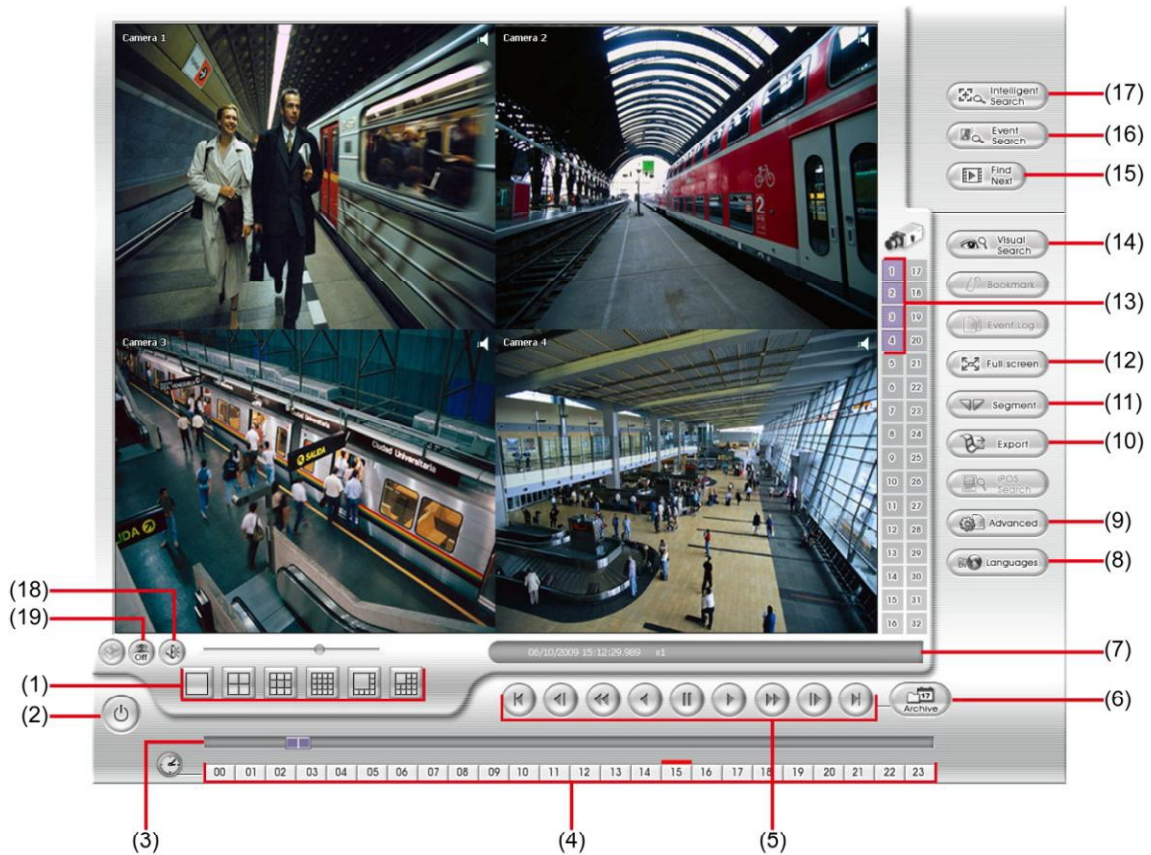 Camera 1
Camera 2
Intelligent Search
(17)
Event Search
(16)
Find Next
(15)
Visual Search
(14)
Bookmark
(13)
Event Log
Full screen
(12)
Segment
(11)
Export
(10)
iPOS Search
Advanced
(9)
Languages
(8)
1 17
2 18
3 19
4 20
5 21
6 22
7 23
8 24
9 25
10 26
11 27
12 28
13 29
14 30
15 31
16 32
2
Camera 3
Camera 4
SALIDA
Ciudad Universitaria
(18)
(19)
Off
06/10/2009 15:12:29.989 x1
(7)
(1)
(2)
17
Archive
(6)
(3)
00 01 02 03 04 05 06 07 08 09 10 11 12 13 14 15 16 17 18 19 20 21 22 23
(4)
(5)